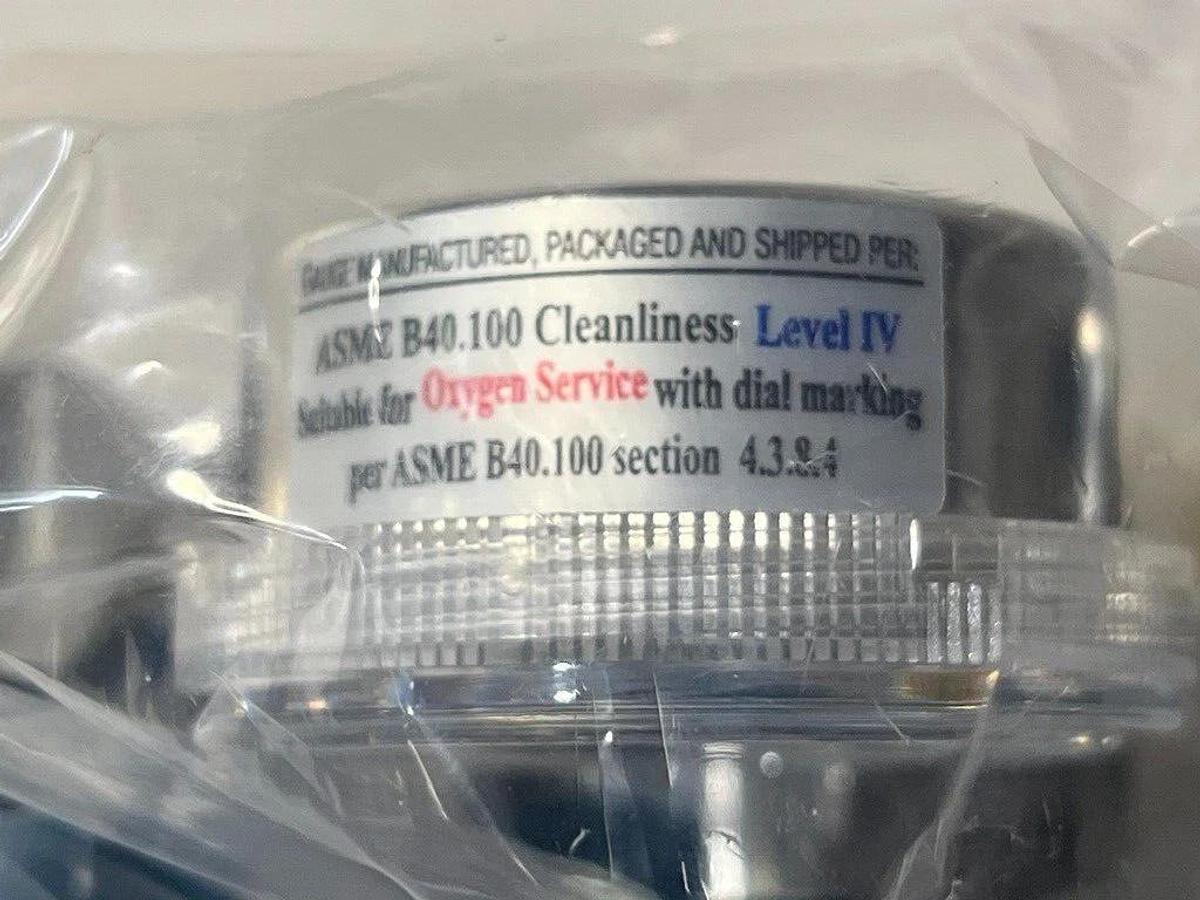 GAUGE MANUFACTURED, PACKAGED AND SHIPPED PER:
ASME B40.100 Cleanliness Level IV
Suitable for Oxygen Service with dial marking
per ASME B40.100 section 4.3.8.4